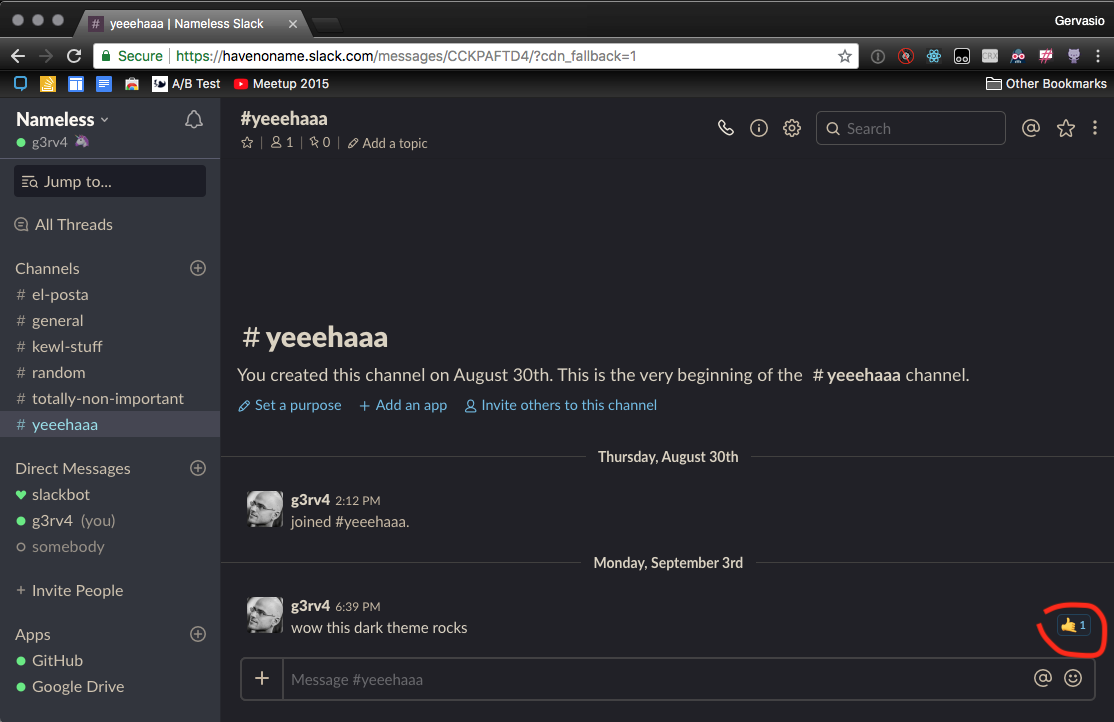 yeeehaaa | Nameless Slack
Gervasio
Secure | https://havenoname.slack.com/messages/CCKPAFTD4/?cdn_fallback=1
CRX
A/B Test
Meetup 2015
Other Bookmarks
Nameless
g3rv4
Jump to...
All Threads
Channels
# el-posta
# general
# kewl-stuff
# random
# totally-non-important
# yeeehaaa
Direct Messages
slackbot
g3rv4 (you)
somebody
+ Invite People
Apps
GitHub
Google Drive
#yeeehaaa
1 | 0 | Add a topic
Search
# yeeehaaa
You created this channel on August 30th. This is the very beginning of the # yeeehaaa channel.
Set a purpose + Add an app Invite others to this channel
Thursday, August 30th
g3rv4 2:12 PM
joined #yeeehaaa.
Monday, September 3rd
g3rv4 6:39 PM
wow this dark theme rocks
1
Message #yeeehaaa